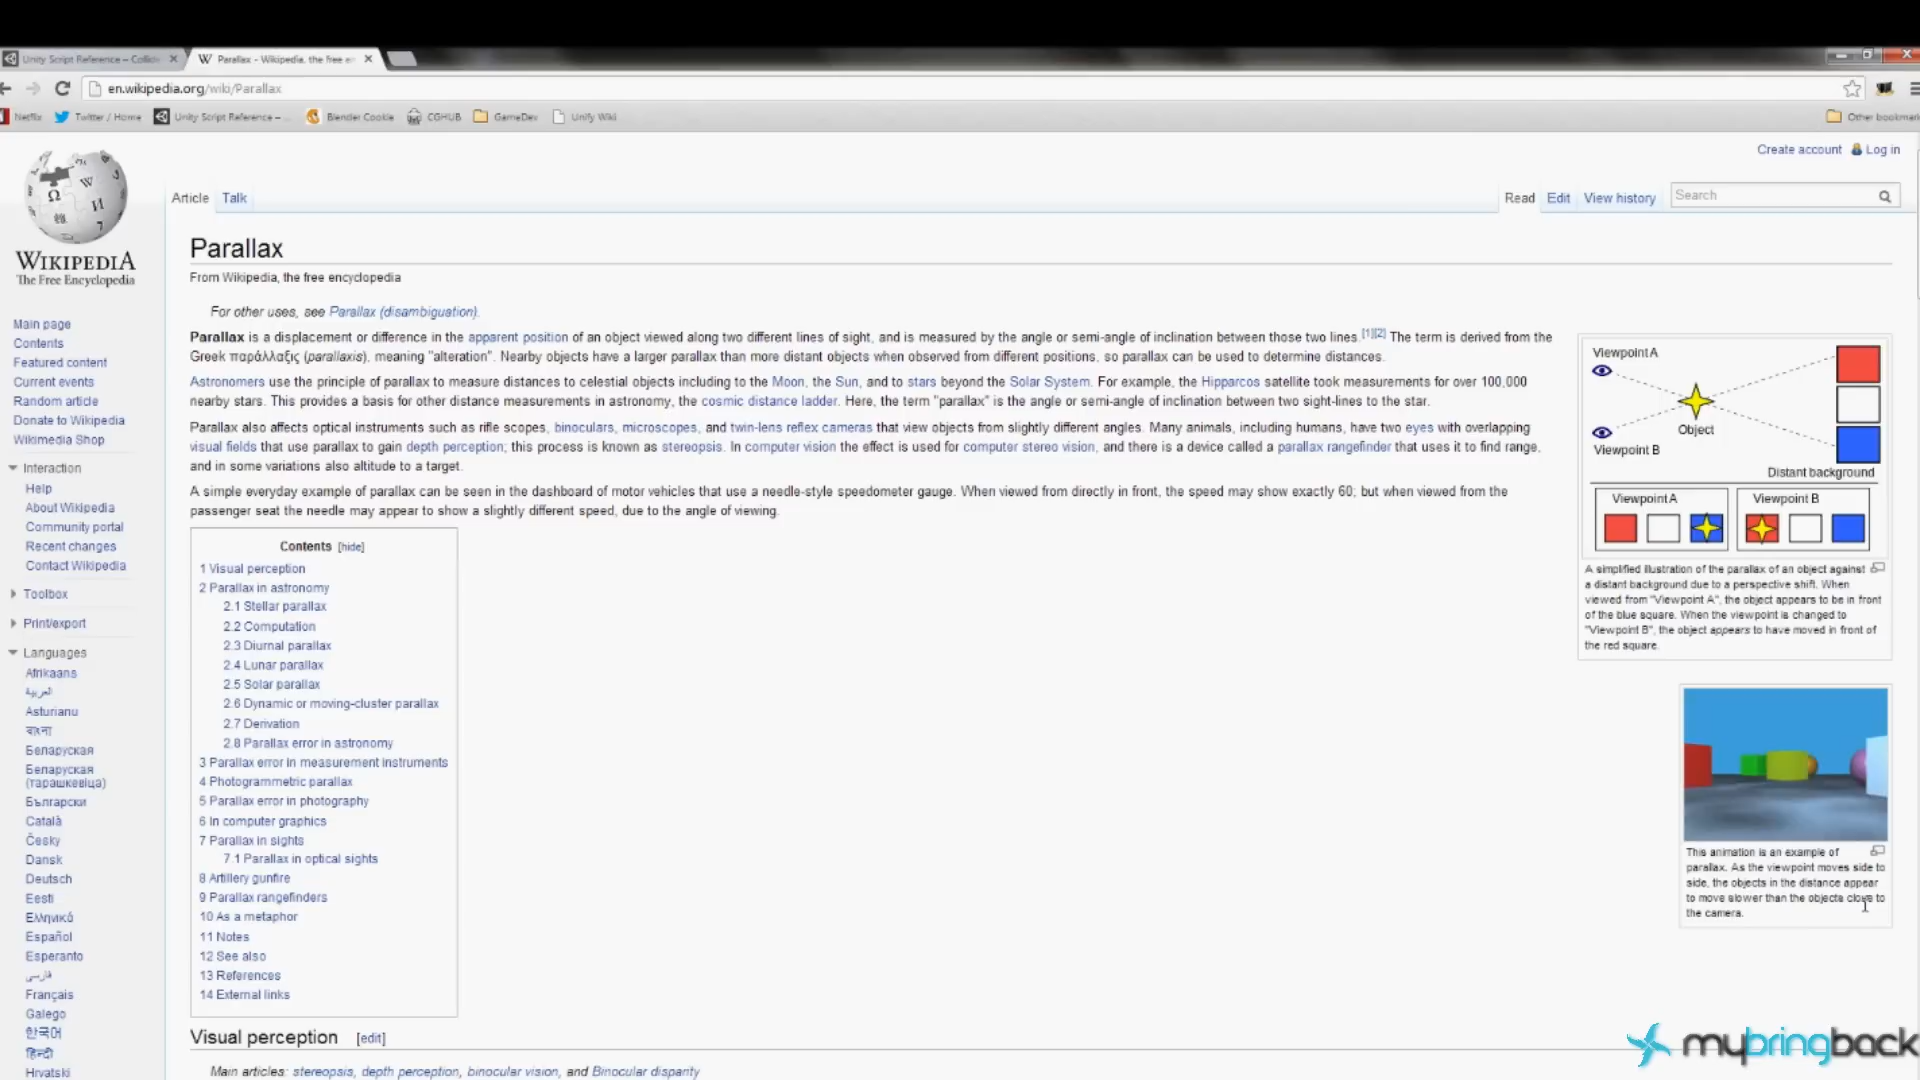 Unity Script Reference – Collide
Parallax - Wikipedia, the free en
en.wikipedia.org/wiki/Parallax
Netflix
Twitter / Home
Unity Script Reference – ...
Blender Cookie
CGHUB
GameDev
Unify Wiki
Other bookmar
Create account
Log in
Article
Talk
Read
Edit
View history
Search
WIKIPEDIA
The Free Encyclopedia
Main page
Contents
Featured content
Current events
Random article
Donate to Wikipedia
Wikimedia Shop
Interaction
Help
About Wikipedia
Community portal
Recent changes
Contact Wikipedia
Toolbox
Print/export
Languages
Afrikaans
العربية
Asturianu
বাংলা
Беларуская
Беларуская
(тарашкевіца)
Български
Català
Česky
Dansk
Deutsch
Eesti
Ελληνικά
Español
Esperanto
فارسی
Français
Galego
한국어
हिन्दी
Hrvatski
Parallax
From Wikipedia, the free encyclopedia
For other uses, see Parallax (disambiguation).
Parallax is a displacement or difference in the apparent position of an object viewed along two different lines of sight, and is measured by the angle or semi-angle of inclination between those two lines.[1][2] The term is derived from the
Greek παράλλαξις (parallaxis), meaning "alteration". Nearby objects have a larger parallax than more distant objects when observed from different positions, so parallax can be used to determine distances.
Astronomers use the principle of parallax to measure distances to celestial objects including to the Moon, the Sun, and to stars beyond the Solar System. For example, the Hipparcos satellite took measurements for over 100,000
nearby stars. This provides a basis for other distance measurements in astronomy, the cosmic distance ladder. Here, the term "parallax" is the angle or semi-angle of inclination between two sight-lines to the star.
Parallax also affects optical instruments such as rifle scopes, binoculars, microscopes, and twin-lens reflex cameras that view objects from slightly different angles. Many animals, including humans, have two eyes with overlapping
visual fields that use parallax to gain depth perception; this process is known as stereopsis. In computer vision the effect is used for computer stereo vision, and there is a device called a parallax rangefinder that uses it to find range,
and in some variations also altitude to a target.
A simple everyday example of parallax can be seen in the dashboard of motor vehicles that use a needle-style speedometer gauge. When viewed from directly in front, the speed may show exactly 60; but when viewed from the
passenger seat the needle may appear to show a slightly different speed, due to the angle of viewing.
Contents [hide]
1 Visual perception
2 Parallax in astronomy
2.1 Stellar parallax
2.2 Computation
2.3 Diurnal parallax
2.4 Lunar parallax
2.5 Solar parallax
2.6 Dynamic or moving-cluster parallax
2.7 Derivation
2.8 Parallax error in astronomy
3 Parallax error in measurement instruments
4 Photogrammetric parallax
5 Parallax error in photography
6 In computer graphics
7 Parallax in sights
7.1 Parallax in optical sights
8 Artillery gunfire
9 Parallax rangefinders
10 As a metaphor
11 Notes
12 See also
13 References
14 External links
Visual perception [edit]
Main articles: stereopsis, depth perception, binocular vision, and Binocular disparity
Viewpoint A
Object
Viewpoint B
Distant background
Viewpoint A
Viewpoint B
A simplified illustration of the parallax of an object against
a distant background due to a perspective shift. When
viewed from "Viewpoint A", the object appears to be in front
of the blue square. When the viewpoint is changed to
"Viewpoint B", the object appears to have moved in front of
the red square.
This animation is an example of
parallax. As the viewpoint moves side to
side, the objects in the distance appear
to move slower than the objects close to
the camera.
mybringback